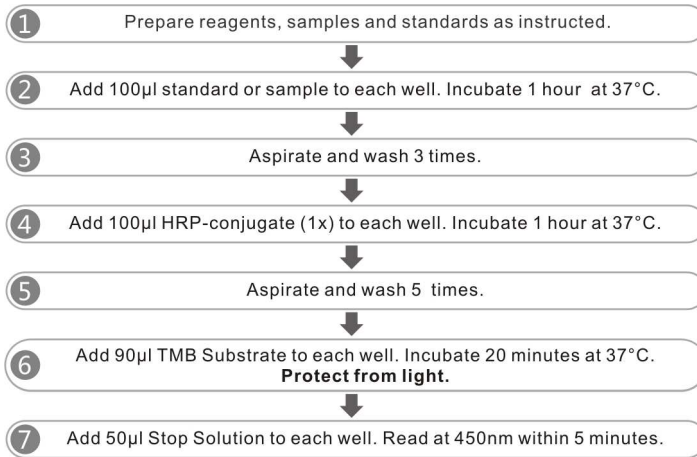 1 Prepare reagents, samples and standards as instructed.
2 Add 100μl standard or sample to each well. Incubate 1 hour at 37°C.
3 Aspirate and wash 3 times.
4 Add 100μl HRP-conjugate (1x) to each well. Incubate 1 hour at 37°C.
5 Aspirate and wash 5 times.
6 Add 90μl TMB Substrate to each well. Incubate 20 minutes at 37°C.
Protect from light.
7 Add 50μl Stop Solution to each well. Read at 450nm within 5 minutes.